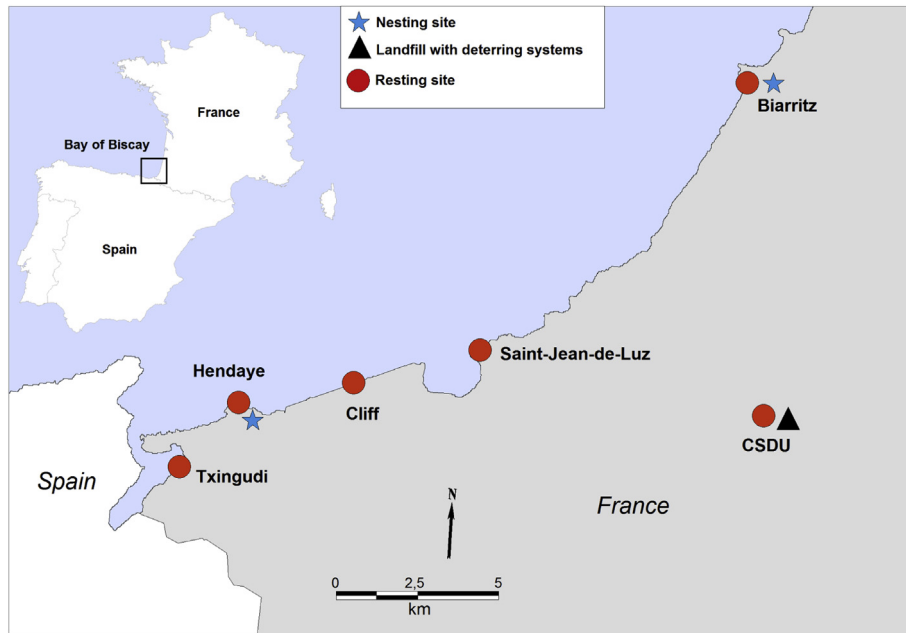 Nesting site
Landfill with deterring systems
Resting site
France
Bay of Biscay
Spain
Biarritz
Saint-Jean-de-Luz
Hendaye
Cliff
CSDU
Txingudi
Spain
France
N
0 2,5 5
km